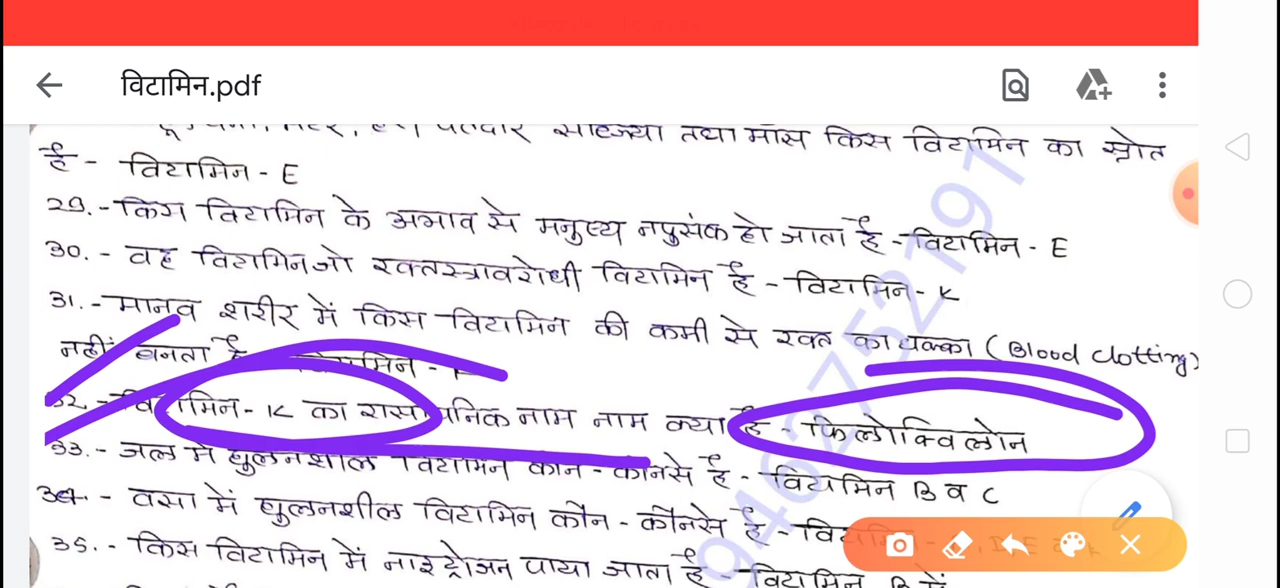 विटामिन.pdf
किस विटामिन का स्रोत
है - विटामिन - E
29. - किस विटामिन के अभाव से मनुष्य नपुसंक हो जाता है - विटामिन - E
30. - वह विटामिन जो रक्तस्त्रावरोधी विटामिन है - विटामिन - K
31. - मानव शरीर में किस विटामिन की कमी से रक्त का थक्का (Blood Clotting)
नहीं बनता है
32. - विटामिन - K का रासायनिक नाम नाम क्या है - फिलोक्विलोन
33. - जल में घुलनशील विटामिन कौन - कौनसे है - विटामिन B व C
34 - वसा में घुलनशील विटामिन कौन - कौनसे है -
35. - किस विटामिन में नाइट्रोजन पाया जाता है - विटामिन B में
9462752191